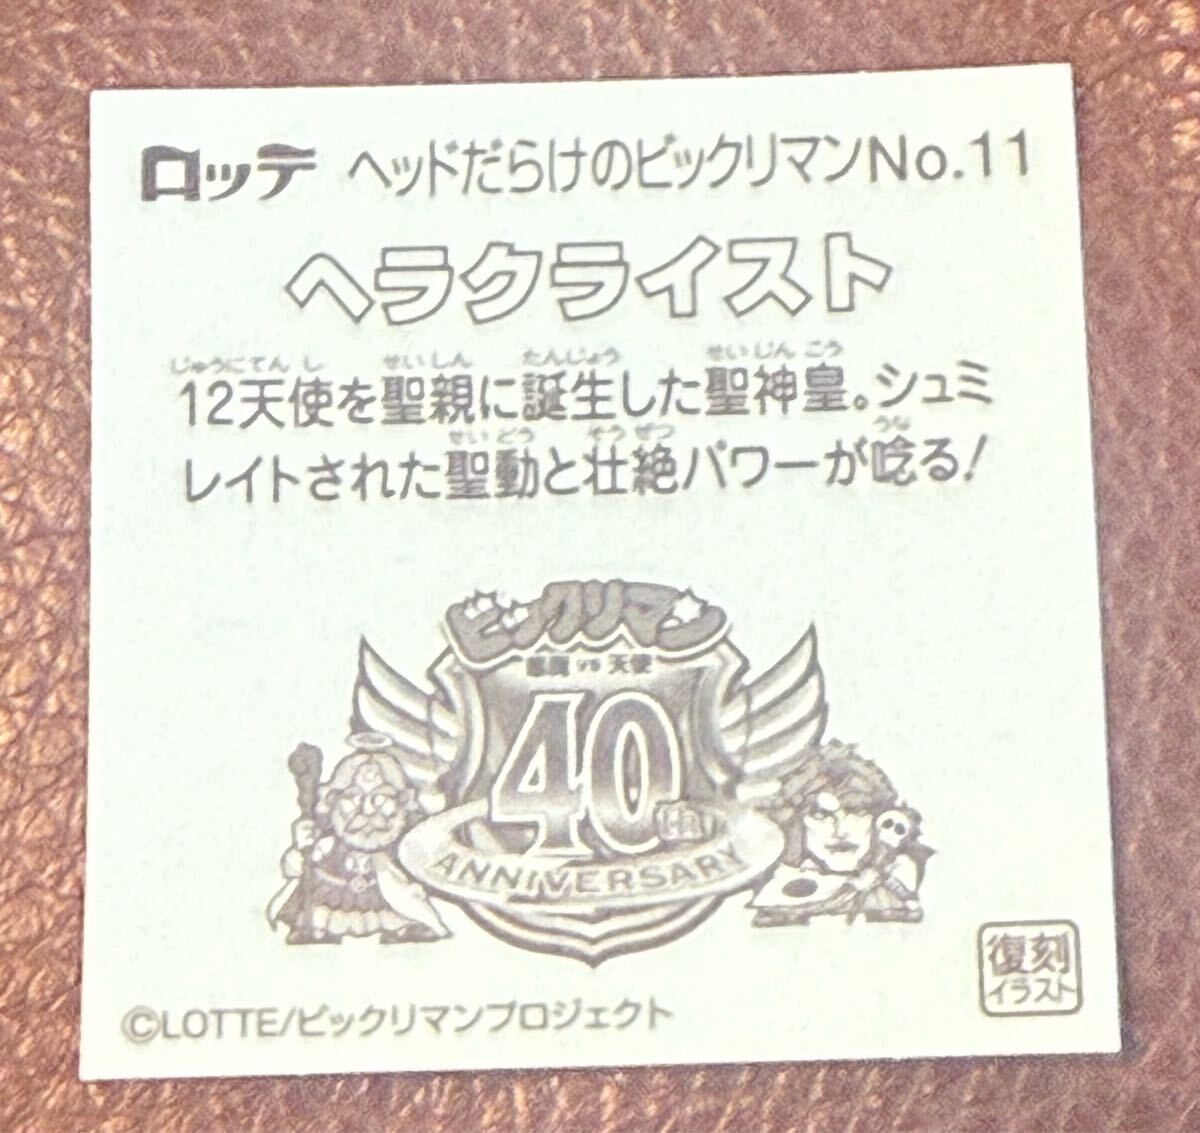 ロッテ ヘッドだらけのビックリマンNo.11
ヘラクライスト
じゅうにてんし せいしん たんじょう せいじんこう
12天使を聖親に誕生した聖神皇。シュミ
せいどう そうぜつ うな
レイトされた聖動と壮絶パワーが唸る!
ビックリマン
悪魔 VS 天使
40th
ANNIVERSARY
復刻
イラスト
©LOTTE/ビックリマンプロジェクト